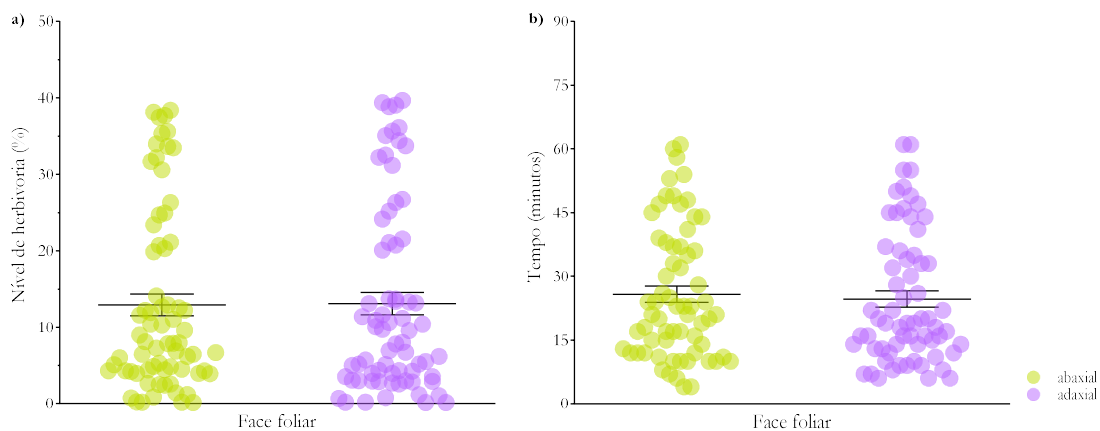 a)
Nível de herbivoria (%)
50
40
30
20
10
0
Face foliar
b)
Tempo (minutos)
90
75
60
45
30
15
0
Face foliar
abaxial
adaxial